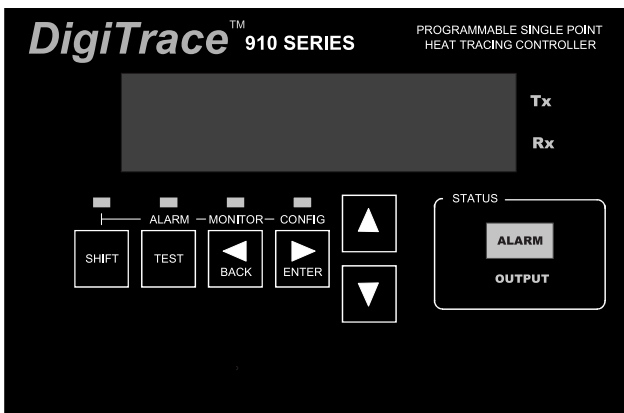 DigiTrace™ 910 SERIES
PROGRAMMABLE SINGLE POINT
HEAT TRACING CONTROLLER
Tx
Rx
ALARM MONITOR CONFIG
SHIFT
TEST
BACK
ENTER
STATUS
ALARM
OUTPUT